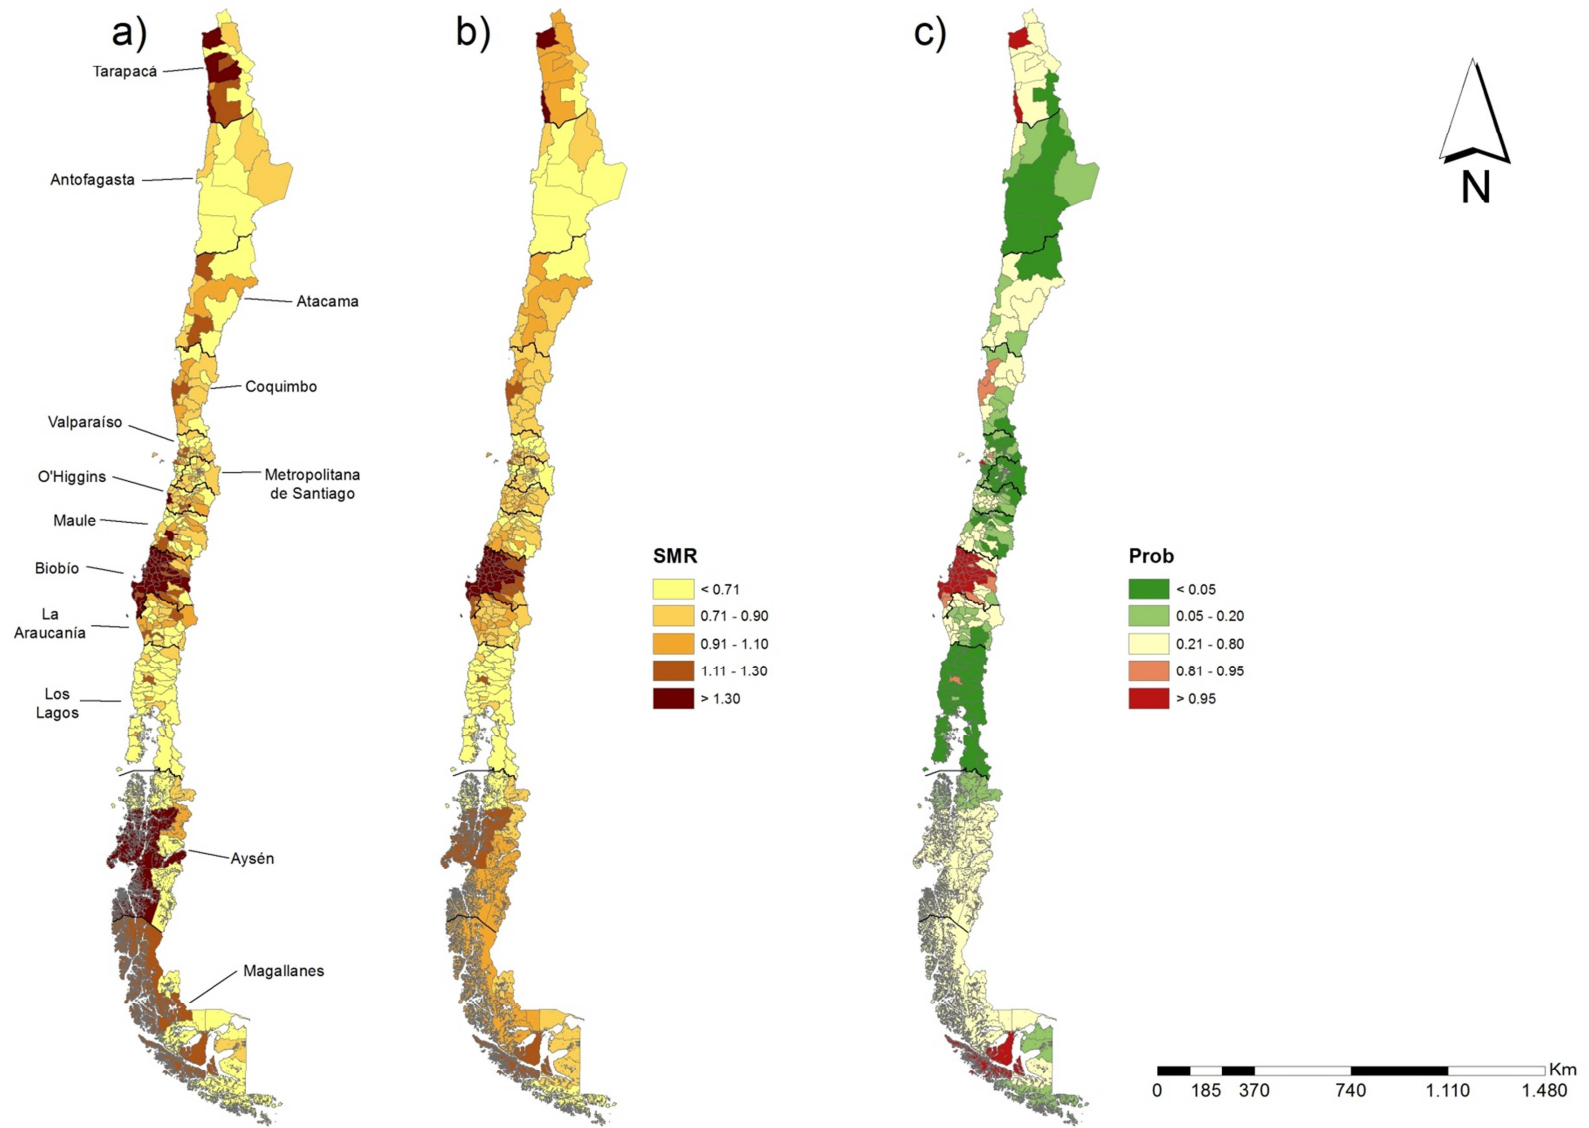 a)
b)
c)
Tarapacá
Antofagasta
Atacama
Coquimbo
Valparaíso
O'Higgins
Metropolitana
de Santiago
Maule
Biobío
La
Araucanía
Los
Lagos
Aysén
Magallanes
SMR
< 0.71
0.71 - 0.90
0.91 - 1.10
1.11 - 1.30
> 1.30
Prob
< 0.05
0.05 - 0.20
0.21 - 0.80
0.81 - 0.95
> 0.95
N
Km
0 185 370 740 1.110 1.480